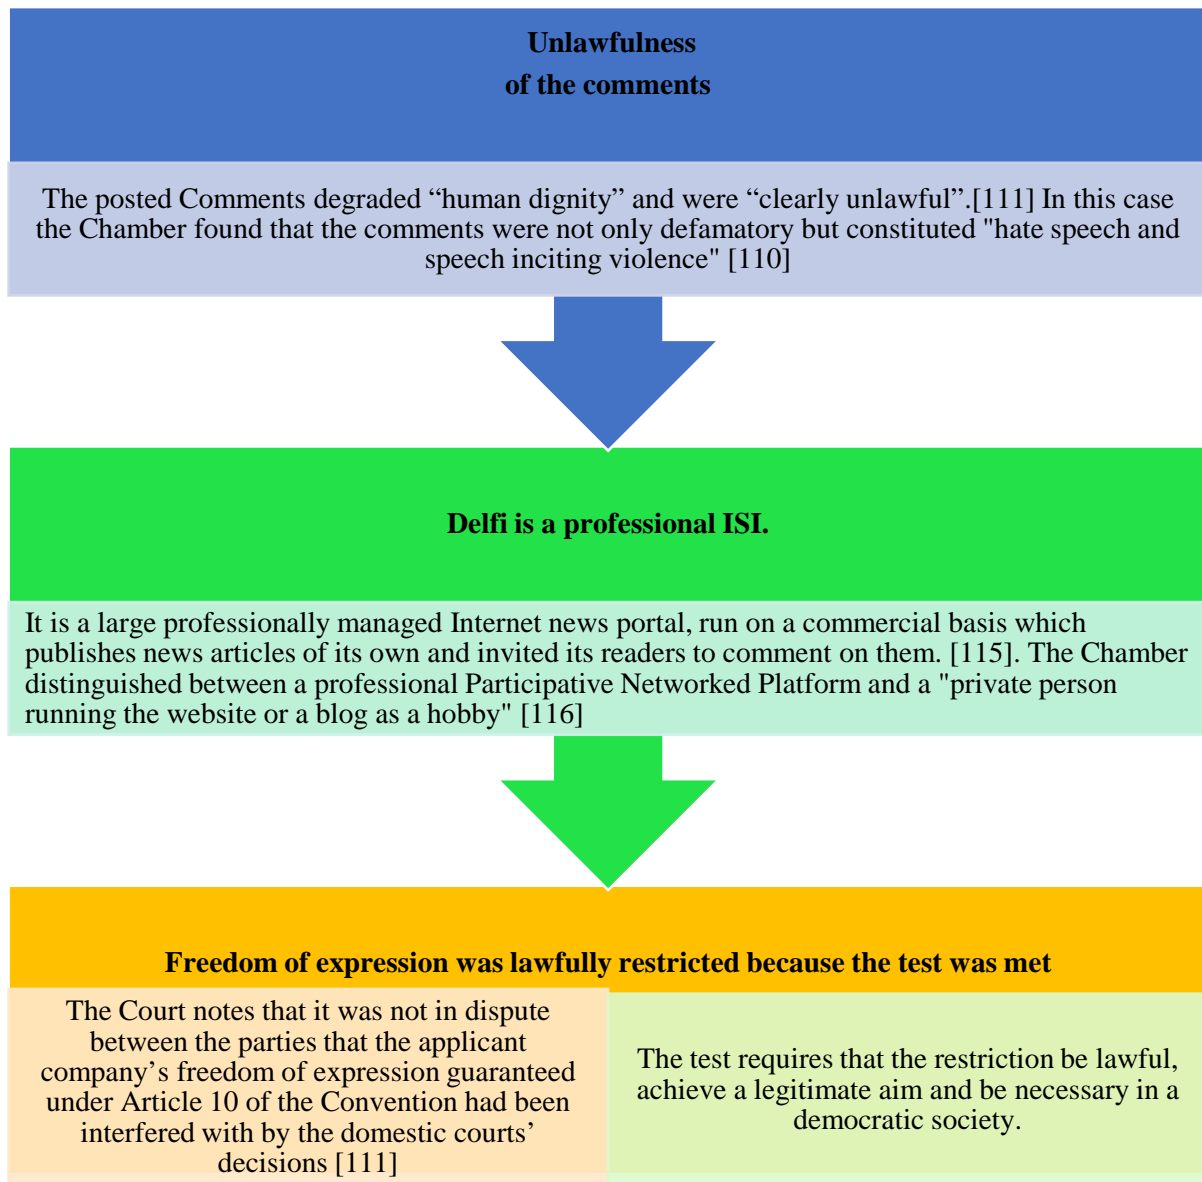 Unlawfulness
of the comments
The posted Comments degraded “human dignity” and were “clearly unlawful”.[111] In this case
the Chamber found that the comments were not only defamatory but constituted "hate speech and
speech inciting violence" [110]
Delfi is a professional ISI.
It is a large professionally managed Internet news portal, run on a commercial basis which
publishes news articles of its own and invited its readers to comment on them. [115]. The Chamber
distinguished between a professional Participative Networked Platform and a "private person
running the website or a blog as a hobby" [116]
Freedom of expression was lawfully restricted because the test was met
The Court notes that it was not in dispute
between the parties that the applicant
company’s freedom of expression guaranteed
under Article 10 of the Convention had been
interfered with by the domestic courts’
decisions [111]
The test requires that the restriction be lawful,
achieve a legitimate aim and be necessary in a
democratic society.